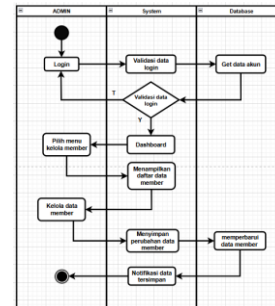 ADMIN
System
Database
Login
Validasi data
login
Get data akun
Validasi data
login
T
Y
Dashboard
Pilih menu
kelola member
Menampilkan
daftar data
member
Kelola data
member
Menyimpan
perubahan data
member
memperbarui
data member
Notifikasi data
tersimpan